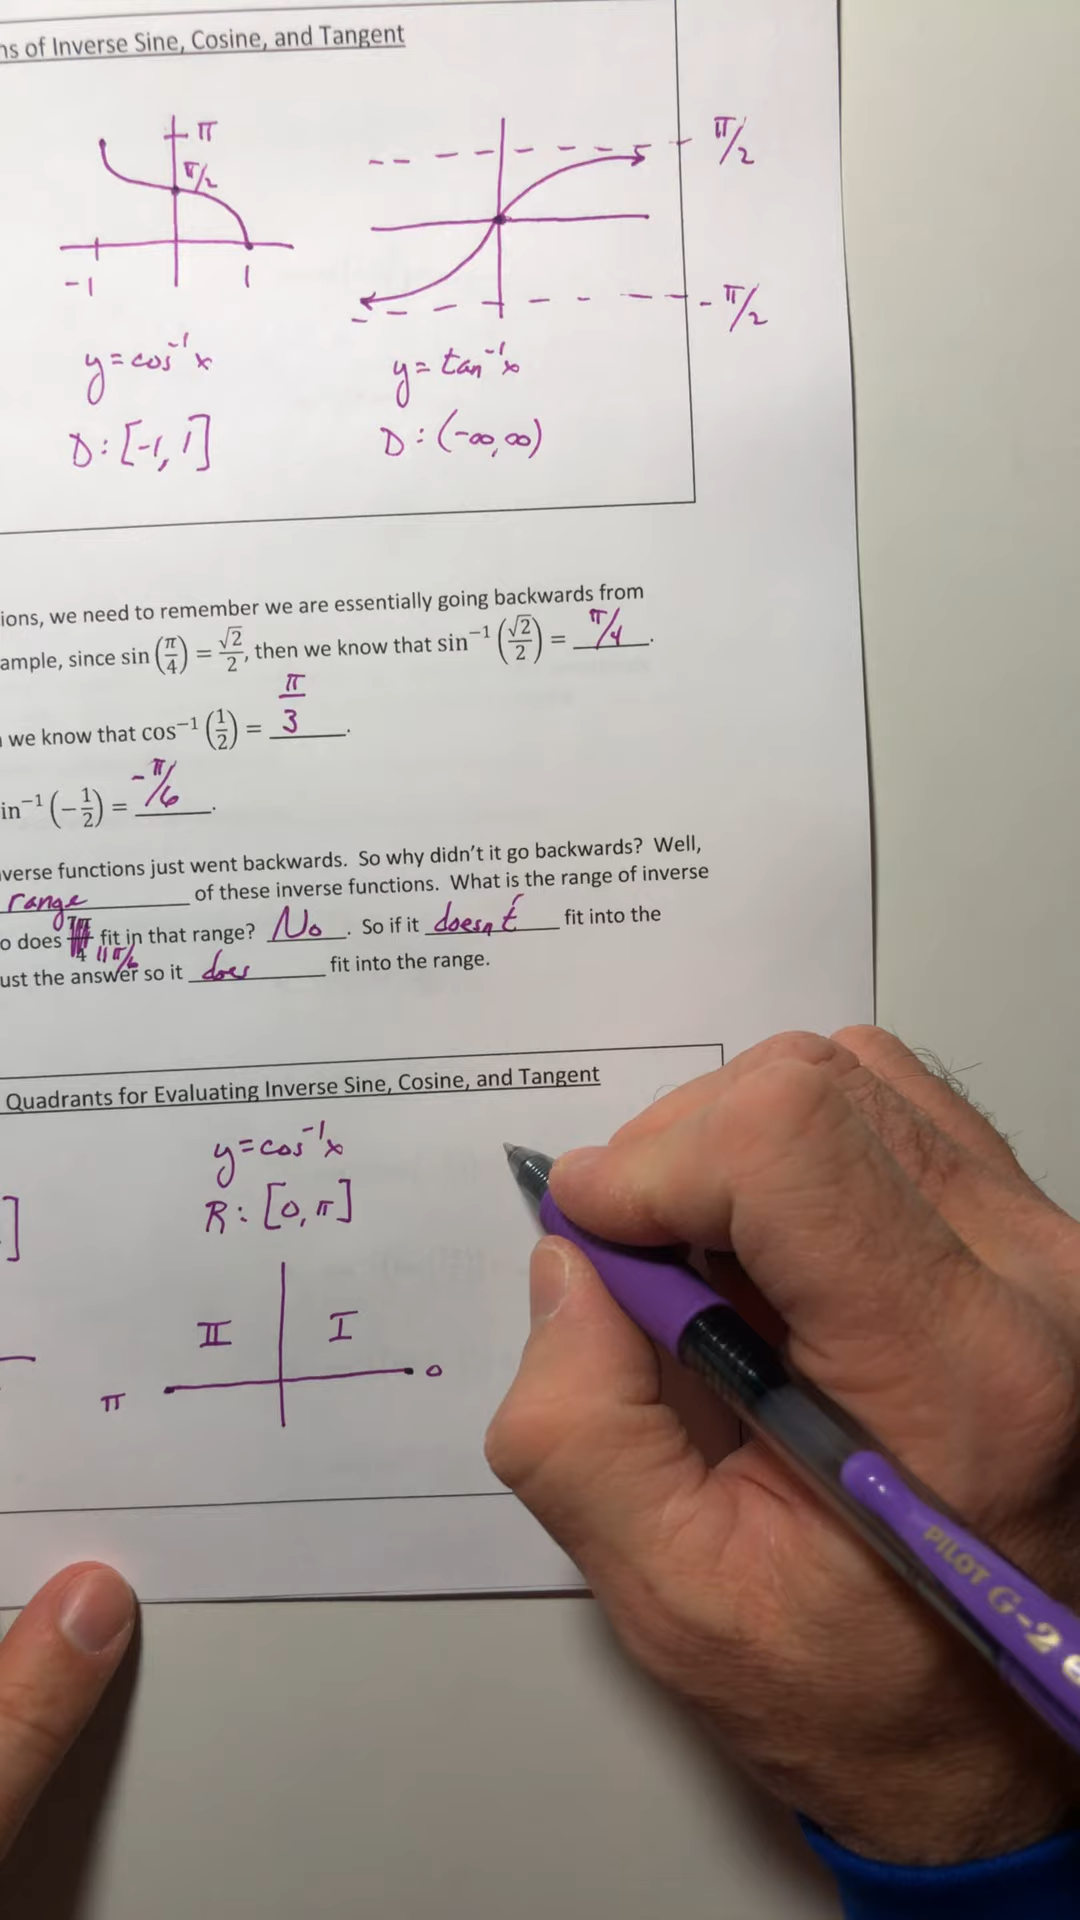 ns of Inverse Sine, Cosine, and Tangent
π
π/2
-1
1
π/2
-π/2
y=cos⁻¹x
y=tan⁻¹x
D:[-1,1]
D:(-∞,∞)
ions, we need to remember we are essentially going backwards from
ample, since sin (π/4) = √2/2, then we know that sin⁻¹ (√2/2) = π/4.
we know that cos⁻¹ (1/2) = π/3.
in⁻¹ (−1/2) = -π/6.
verse functions just went backwards. So why didn't it go backwards? Well,
range of these inverse functions. What is the range of inverse
o does 11π/6 fit in that range? No. So if it doesn't fit into the
ust the answer so it does fit into the range.
Quadrants for Evaluating Inverse Sine, Cosine, and Tangent
y=cos⁻¹x
R:[0,π]
]
II I
π
0
PILOT G-2